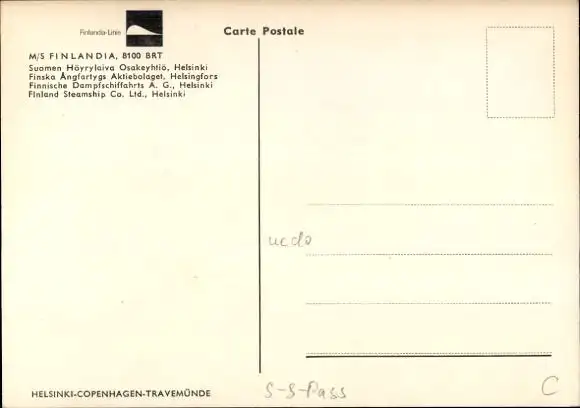 Finlandia-Linie
Carte Postale
M/S FINLANDIA, 8100 BRT
Suomen Höyrylaiva Osakeyhtiö, Helsinki
Finska Ångfartygs Aktiebolaget, Helsingfors
Finnische Dampfschiffahrts A. G., Helsinki
Finland Steamship Co. Ltd., Helsinki
HELSINKI-COPENHAGEN-TRAVEMÜNDE
S-S-Pass
C